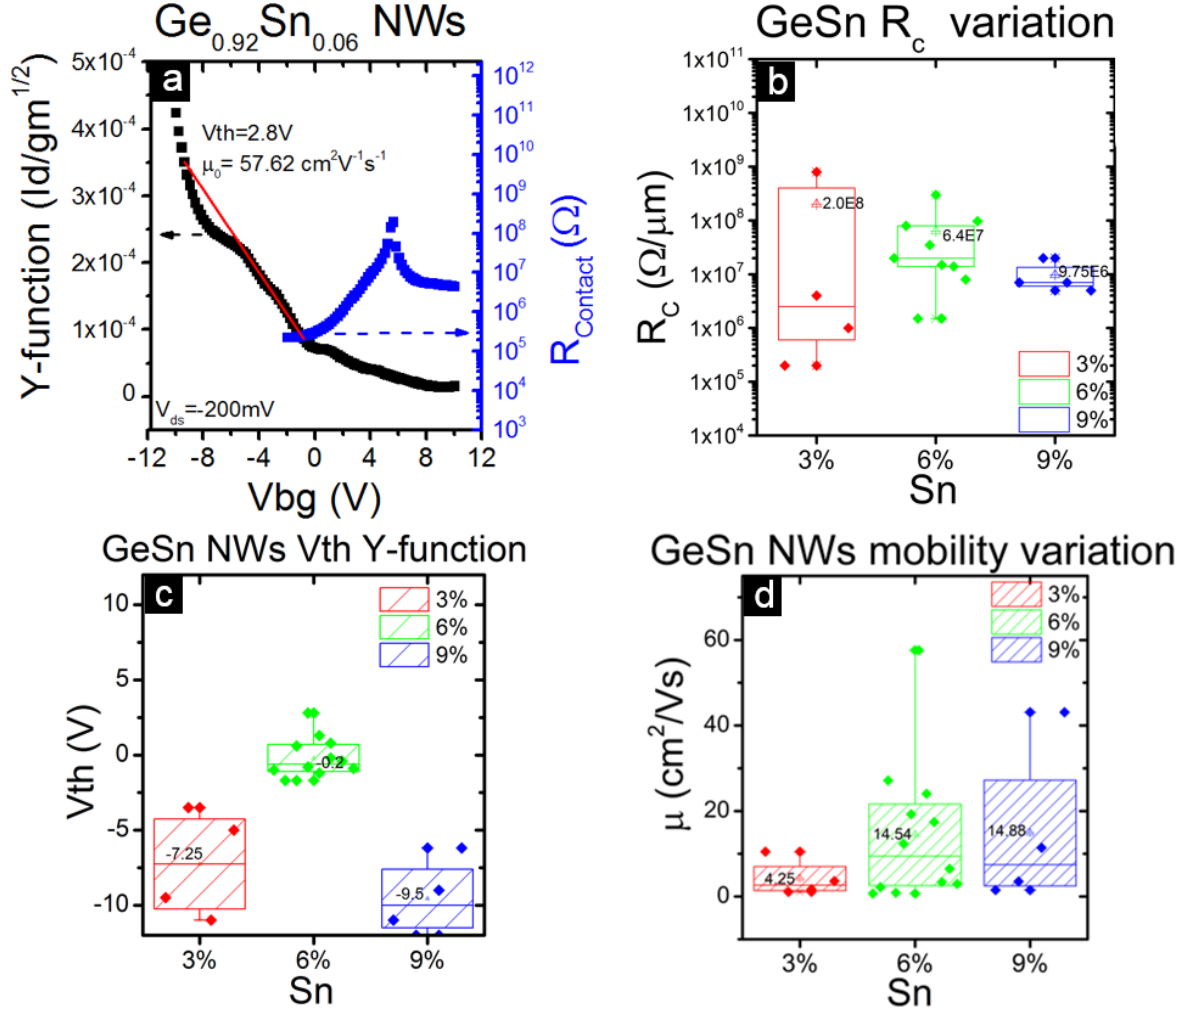 Ge0.92Sn0.06 NWs
a
5x10-4
4x10-4
3x10-4
2x10-4
1x10-4
0
Y-function (Id/gm1/2)
Vth=2.8V
μ0= 57.62 cm2V-1s-1
Vds=-200mV
1012
1011
1010
109
108
107
106
105
104
103
RContact (Ω)
-12 -8 -4 0 4 8 12
Vbg (V)
GeSn Rc variation
b
1x1011
1x1010
1x109
1x108
1x107
1x106
1x105
1x104
RC (Ω/μm)
2.0E8
6.4E7
9.75E6
3%
6%
9%
3% 6% 9%
Sn
GeSn NWs Vth Y-function
c
10
5
0
-5
-10
Vth (V)
3%
6%
9%
-0.2
-7.25
-9.5
3% 6% 9%
Sn
GeSn NWs mobility variation
d
60
40
20
0
μ (cm2/Vs)
3%
6%
9%
4.25
14.54
14.88
3% 6% 9%
Sn